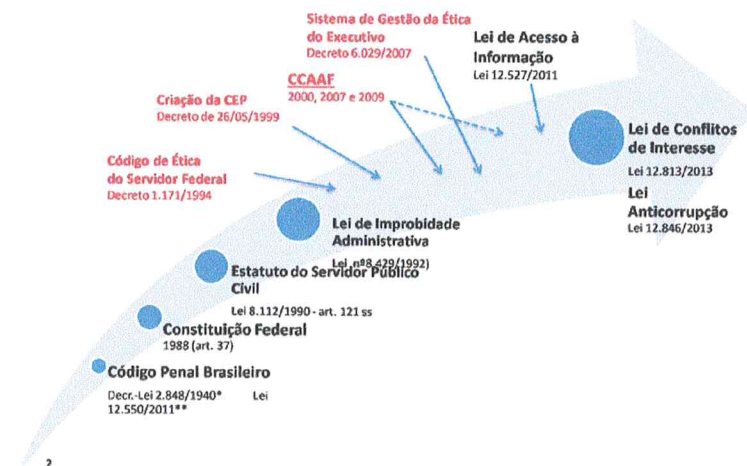 Sistema de Gestão da Ética
do Executivo
Decreto 6.029/2007
Lei de Acesso à
Informação
Lei 12.527/2011
CCAAF
2000, 2007 e 2009
Criação da CEP
Decreto de 26/05/1999
Código de Ética
do Servidor Federal
Decreto 1.171/1994
Lei de Conflitos
de Interesse
Lei 12.813/2013
Lei
Anticorrupção
Lei 12.846/2013
Lei de Improbidade
Administrativa
Lei nº8.429/1992)
Estatuto do Servidor Público
Civil
Lei 8.112/1990 - art. 121 ss
Constituição Federal
1988 (art. 37)
Código Penal Brasileiro
Decr.-Lei 2.848/1940* Lei
12.550/2011**
2